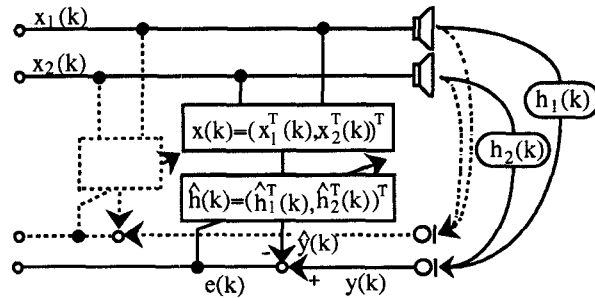 x₁(k)
x₂(k)
h₁(k)
x(k)=(x₁ᵀ(k),x₂ᵀ(k))ᵀ
h₂(k)
ĥ(k)=(ĥ₁ᵀ(k),ĥ₂ᵀ(k))ᵀ
- ŷ(k)
+
e(k) y(k)